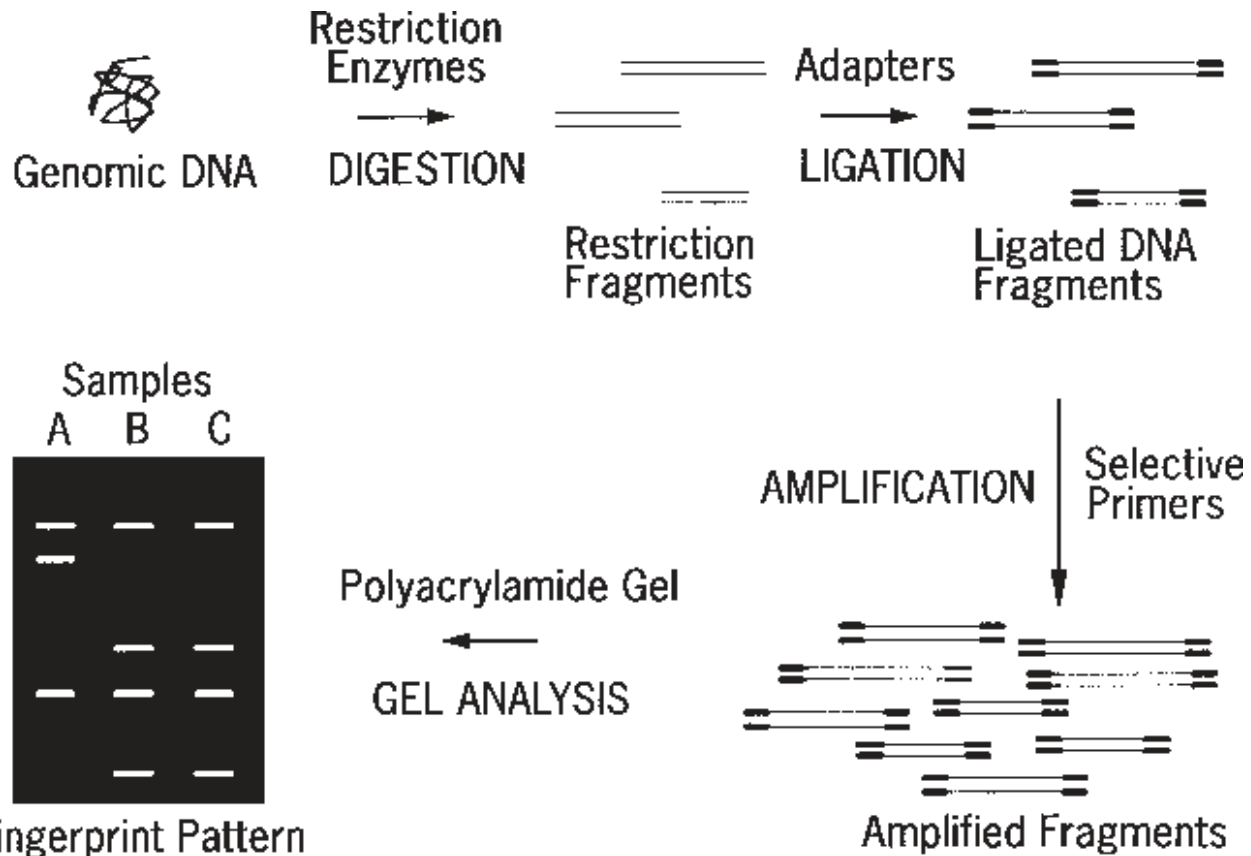 Restriction
Enzymes
Adapters
Genomic DNA
DIGESTION
LIGATION
Restriction
Fragments
Ligated DNA
Fragments
Samples
A B C
AMPLIFICATION
Selective
Primers
Polyacrylamide Gel
GEL ANALYSIS
ingerprint Pattern
Amplified Fragments